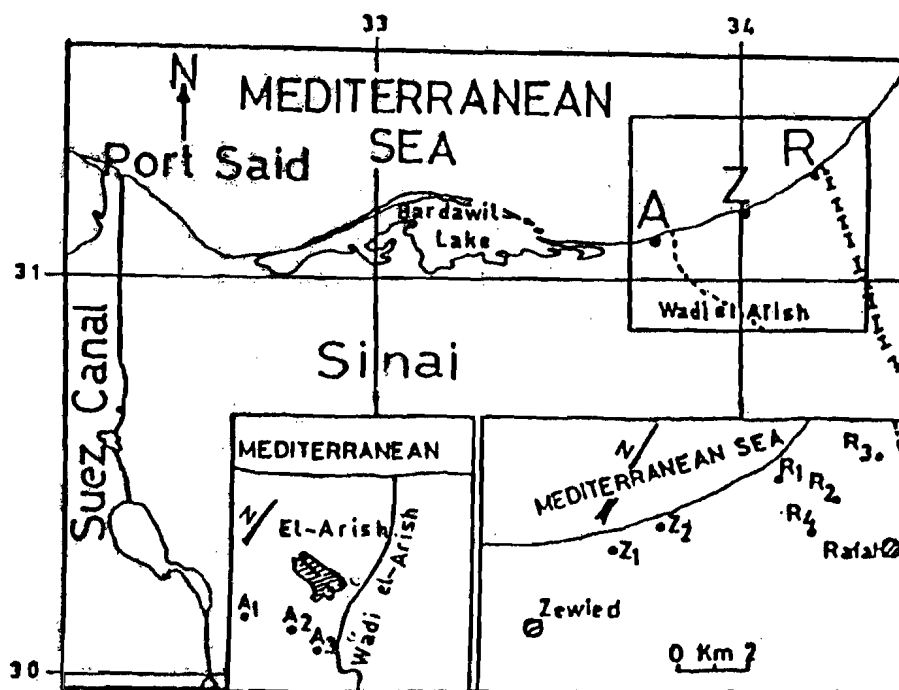 33
34
31
30
N
MEDITERRANEAN
SEA
Port Said
Bardawil
Lake
A
Z
R
Wadi el Arish
Sinai
Suez Canal
MEDITERRANEAN
N
El-Arish
Wadi el-Arish
A1
A2
A3
N
MEDITERRANEAN SEA
R3
R1
R2
R4
Z1
Z2
Rafah
Zewied
0 Km 2